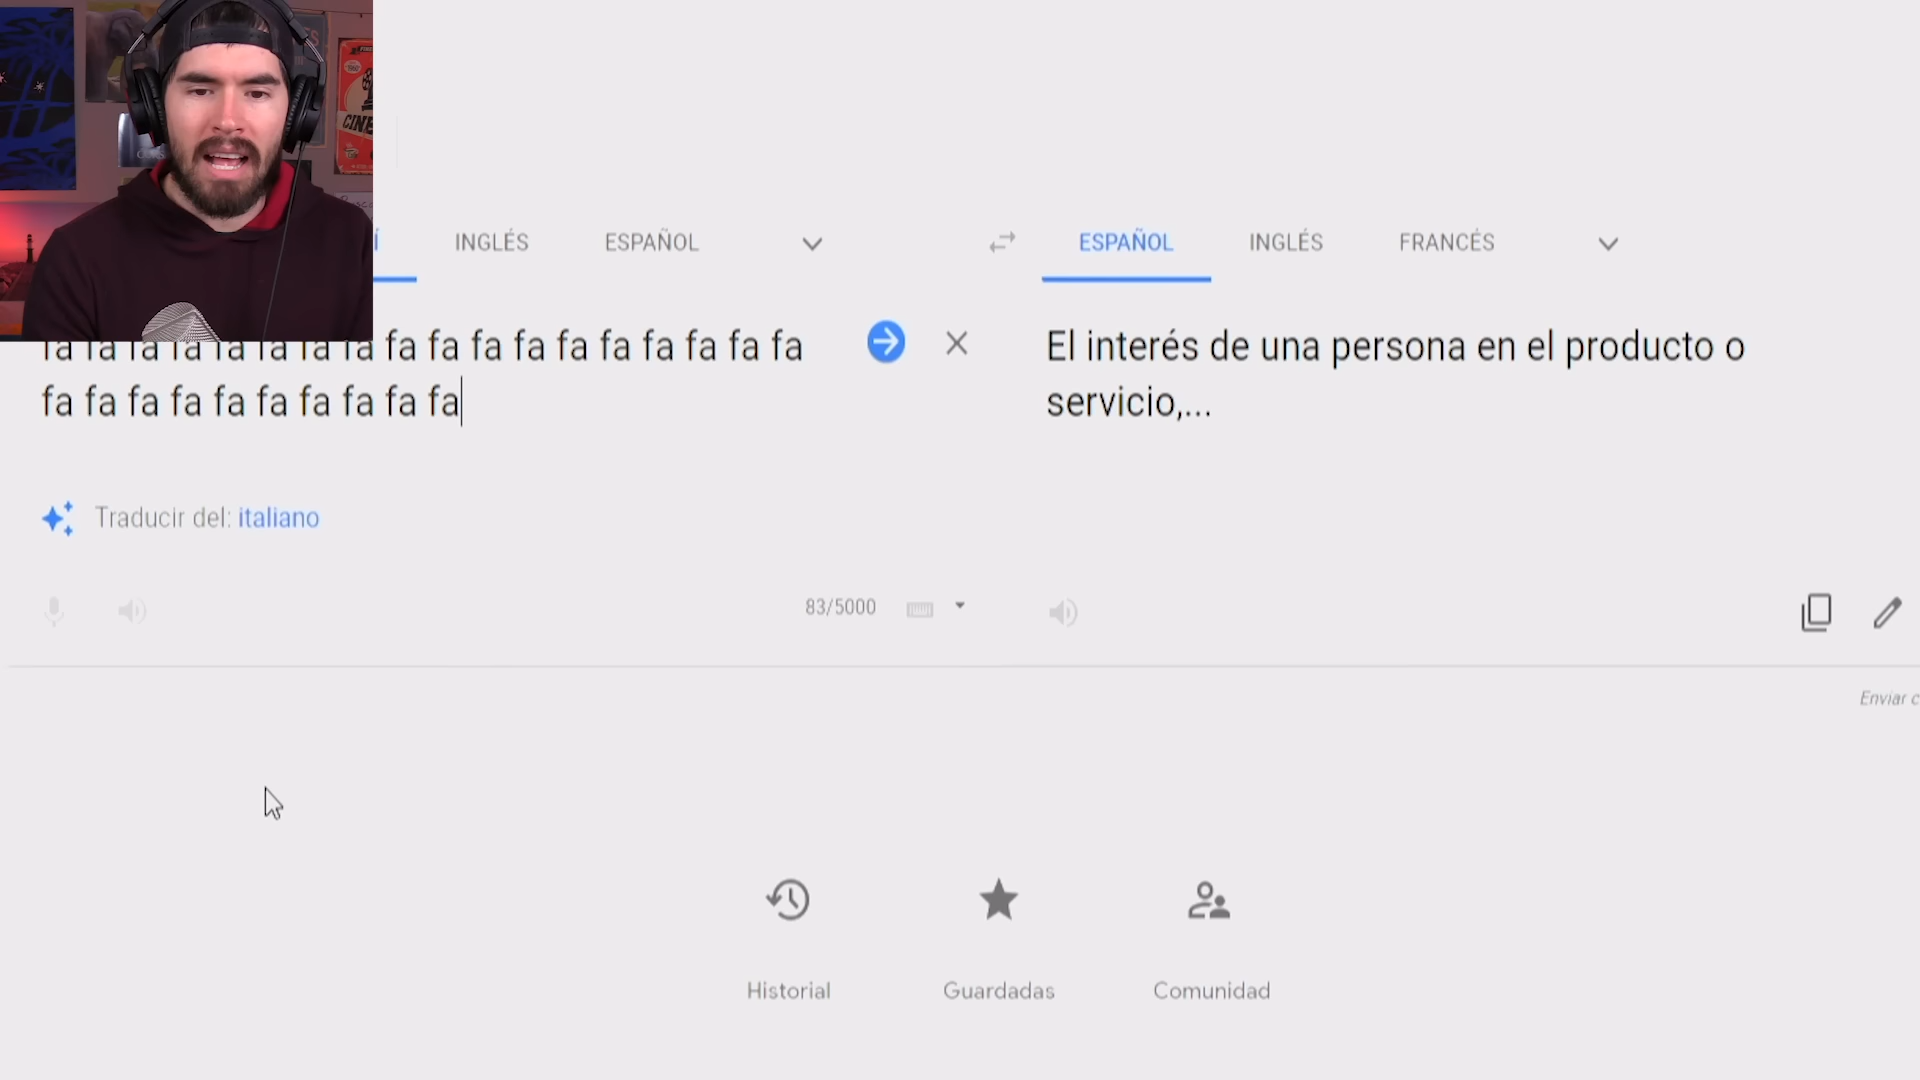 CINE
Í INGLÉS ESPAÑOL
ESPAÑOL INGLÉS FRANCÉS
fa fa fa fa fa fa fa fa fa fa fa fa fa fa fa fa fa fa
fa fa fa fa fa fa fa fa fa fa
El interés de una persona en el producto o
servicio,...
Traducir del: italiano
83/5000
Enviar c
Historial Guardadas Comunidad